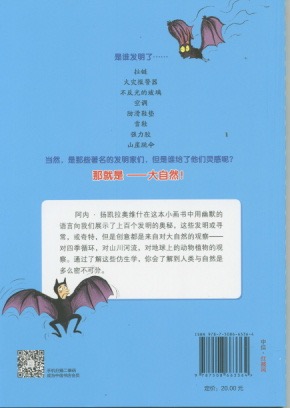 是谁发明了……
拉链
火灾报警器
不反光的玻璃
空调
防滑鞋垫
雪鞋
强力胶
山崖救命
当然，是那些著名的发明家们，但是谁给了他们灵感呢？
那就是——大自然！
阿内·扬凯拉奥维什在这本小画书中用幽默的
语言向我们展示了上百个发明的奥秘，这些发明或寻
常，或奇特，但是创意都是来自对大自然的观察——
对四季循环，对山川河流，对地球上的动物植物的观
察。通过了解这些仿生学，你会了解到人类与自然是
多么密不可分。
定价：28.00元